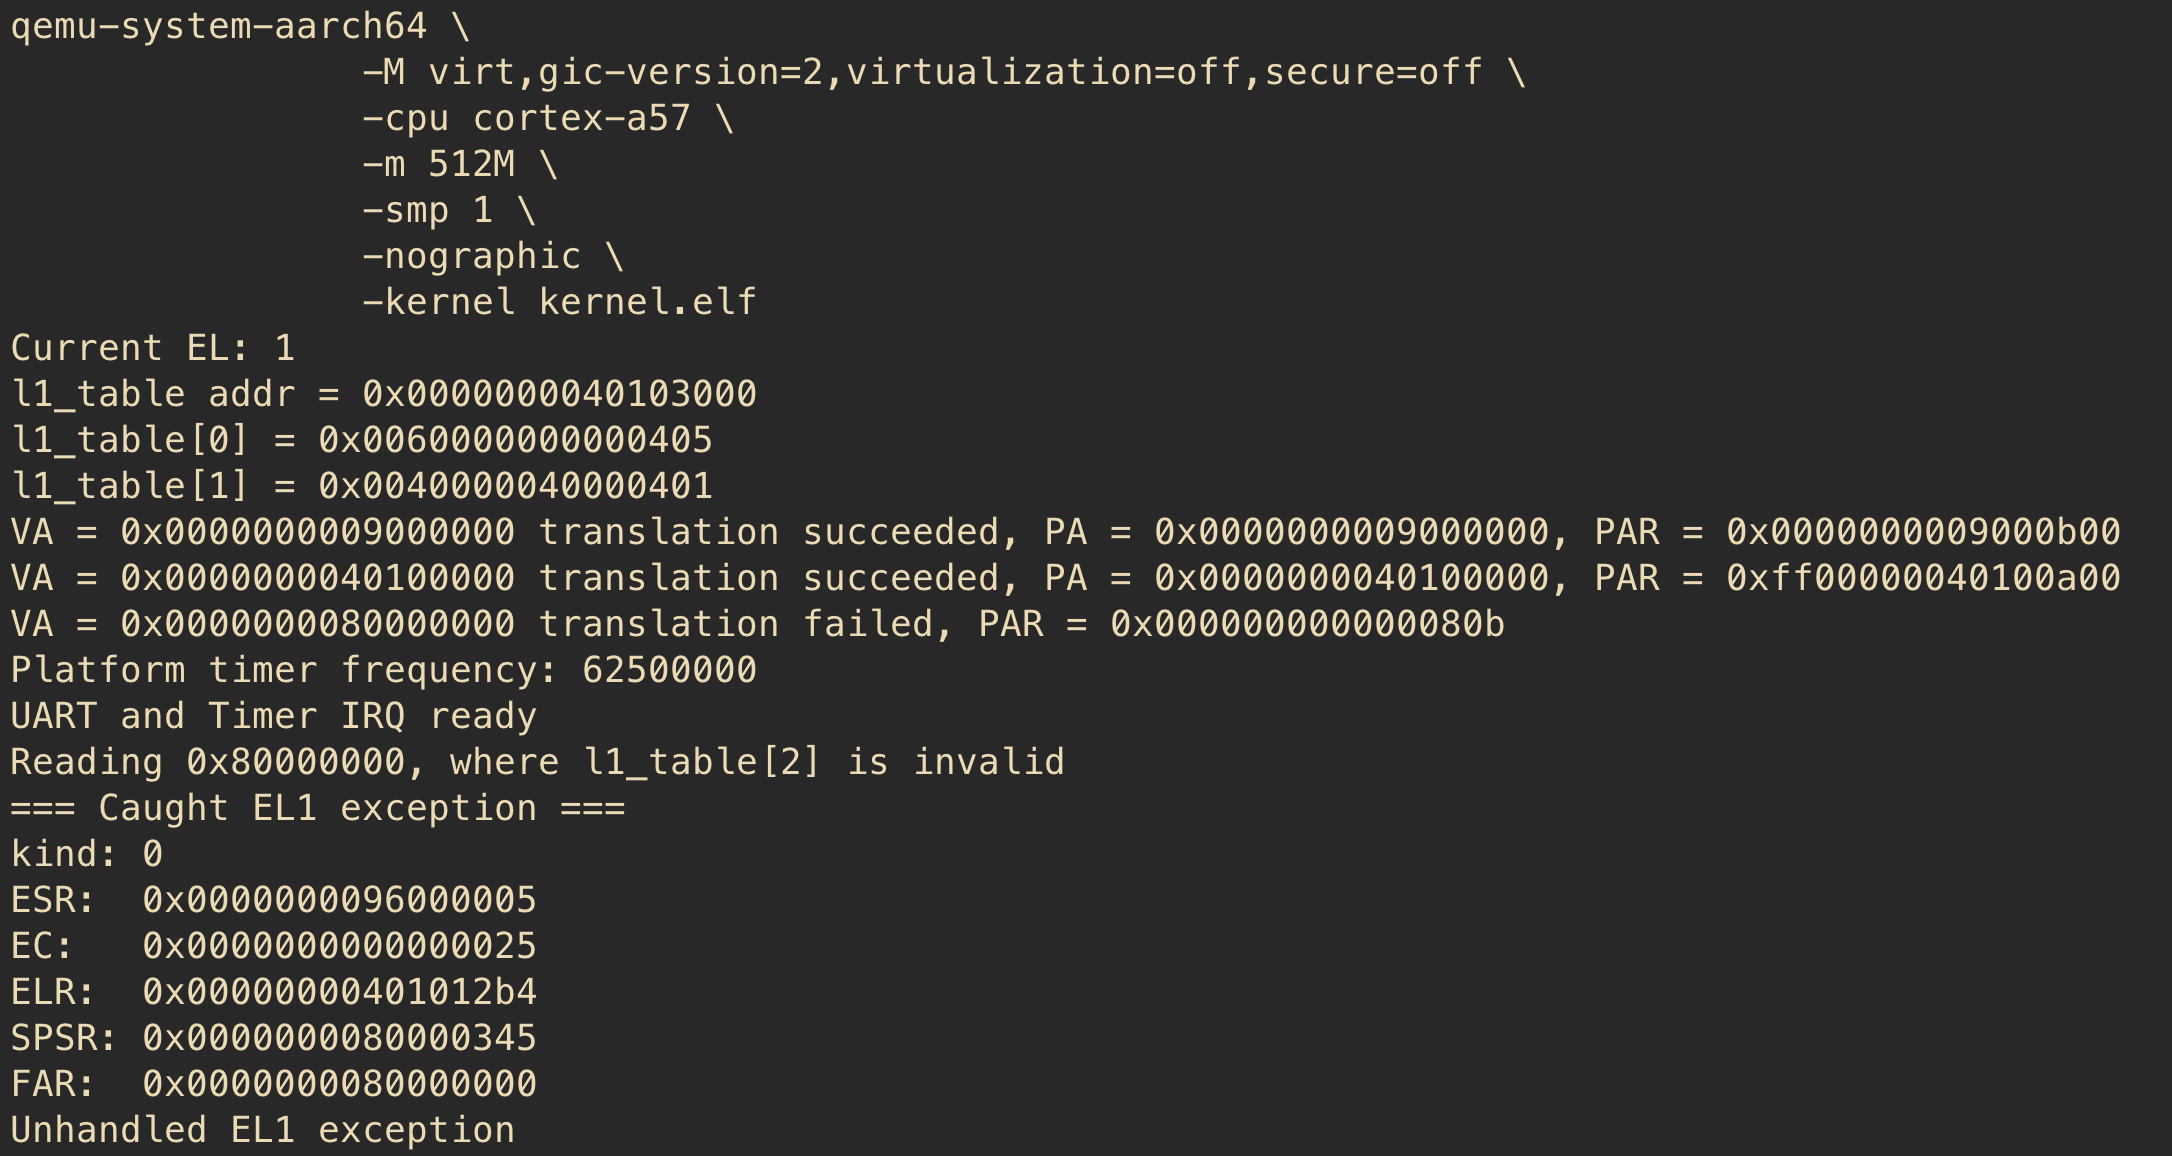 qemu-system-aarch64 \
                -M virt,gic-version=2,virtualization=off,secure=off \
                -cpu cortex-a57 \
                -m 512M \
                -smp 1 \
                -nographic \
                -kernel kernel.elf
Current EL: 1
l1_table addr = 0x0000000040103000
l1_table[0] = 0x0060000000000405
l1_table[1] = 0x0040000040000401
VA = 0x0000000009000000 translation succeeded, PA = 0x0000000009000000, PAR = 0x0000000009000b00
VA = 0x0000000040100000 translation succeeded, PA = 0x0000000040100000, PAR = 0xff00000040100a00
VA = 0x0000000080000000 translation failed, PAR = 0x000000000000080b
Platform timer frequency: 62500000
UART and Timer IRQ ready
Reading 0x80000000, where l1_table[2] is invalid
=== Caught EL1 exception ===
kind: 0
ESR:  0x0000000096000005
EC:   0x0000000000000025
ELR:  0x00000000401012b4
SPSR: 0x0000000080000345
FAR:  0x0000000080000000
Unhandled EL1 exception